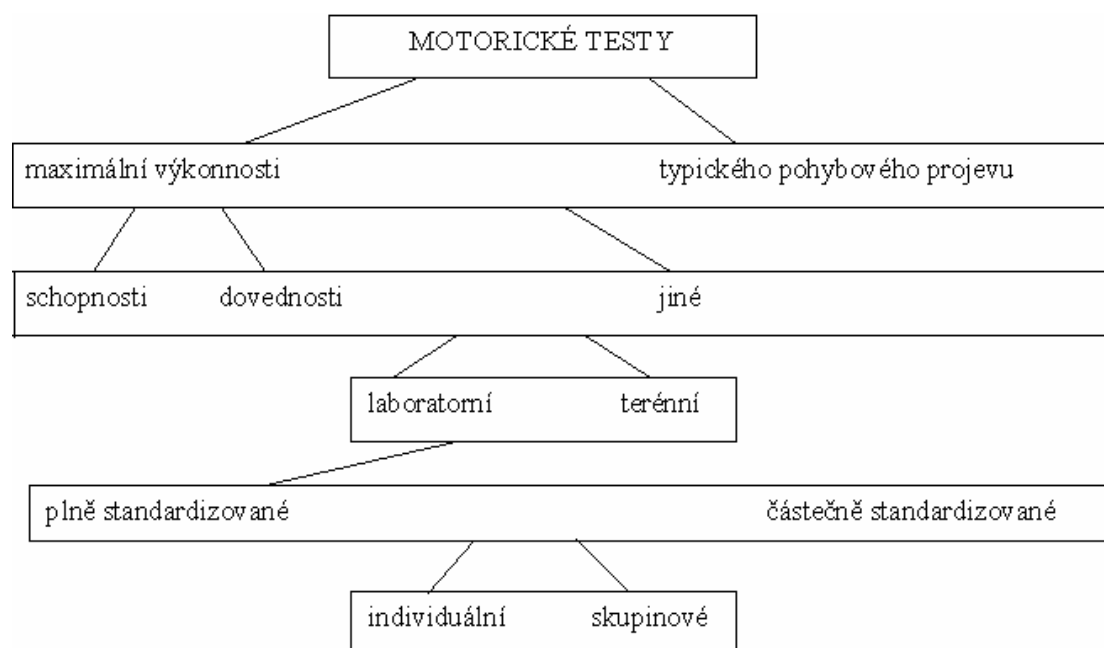 MOTORICKÉ TESTY
maximální výkonnosti typického pohybového projevu
schopnosti dovednosti jiné
laboratorní terénní
plně standardizované částečně standardizované
individuální skupinové